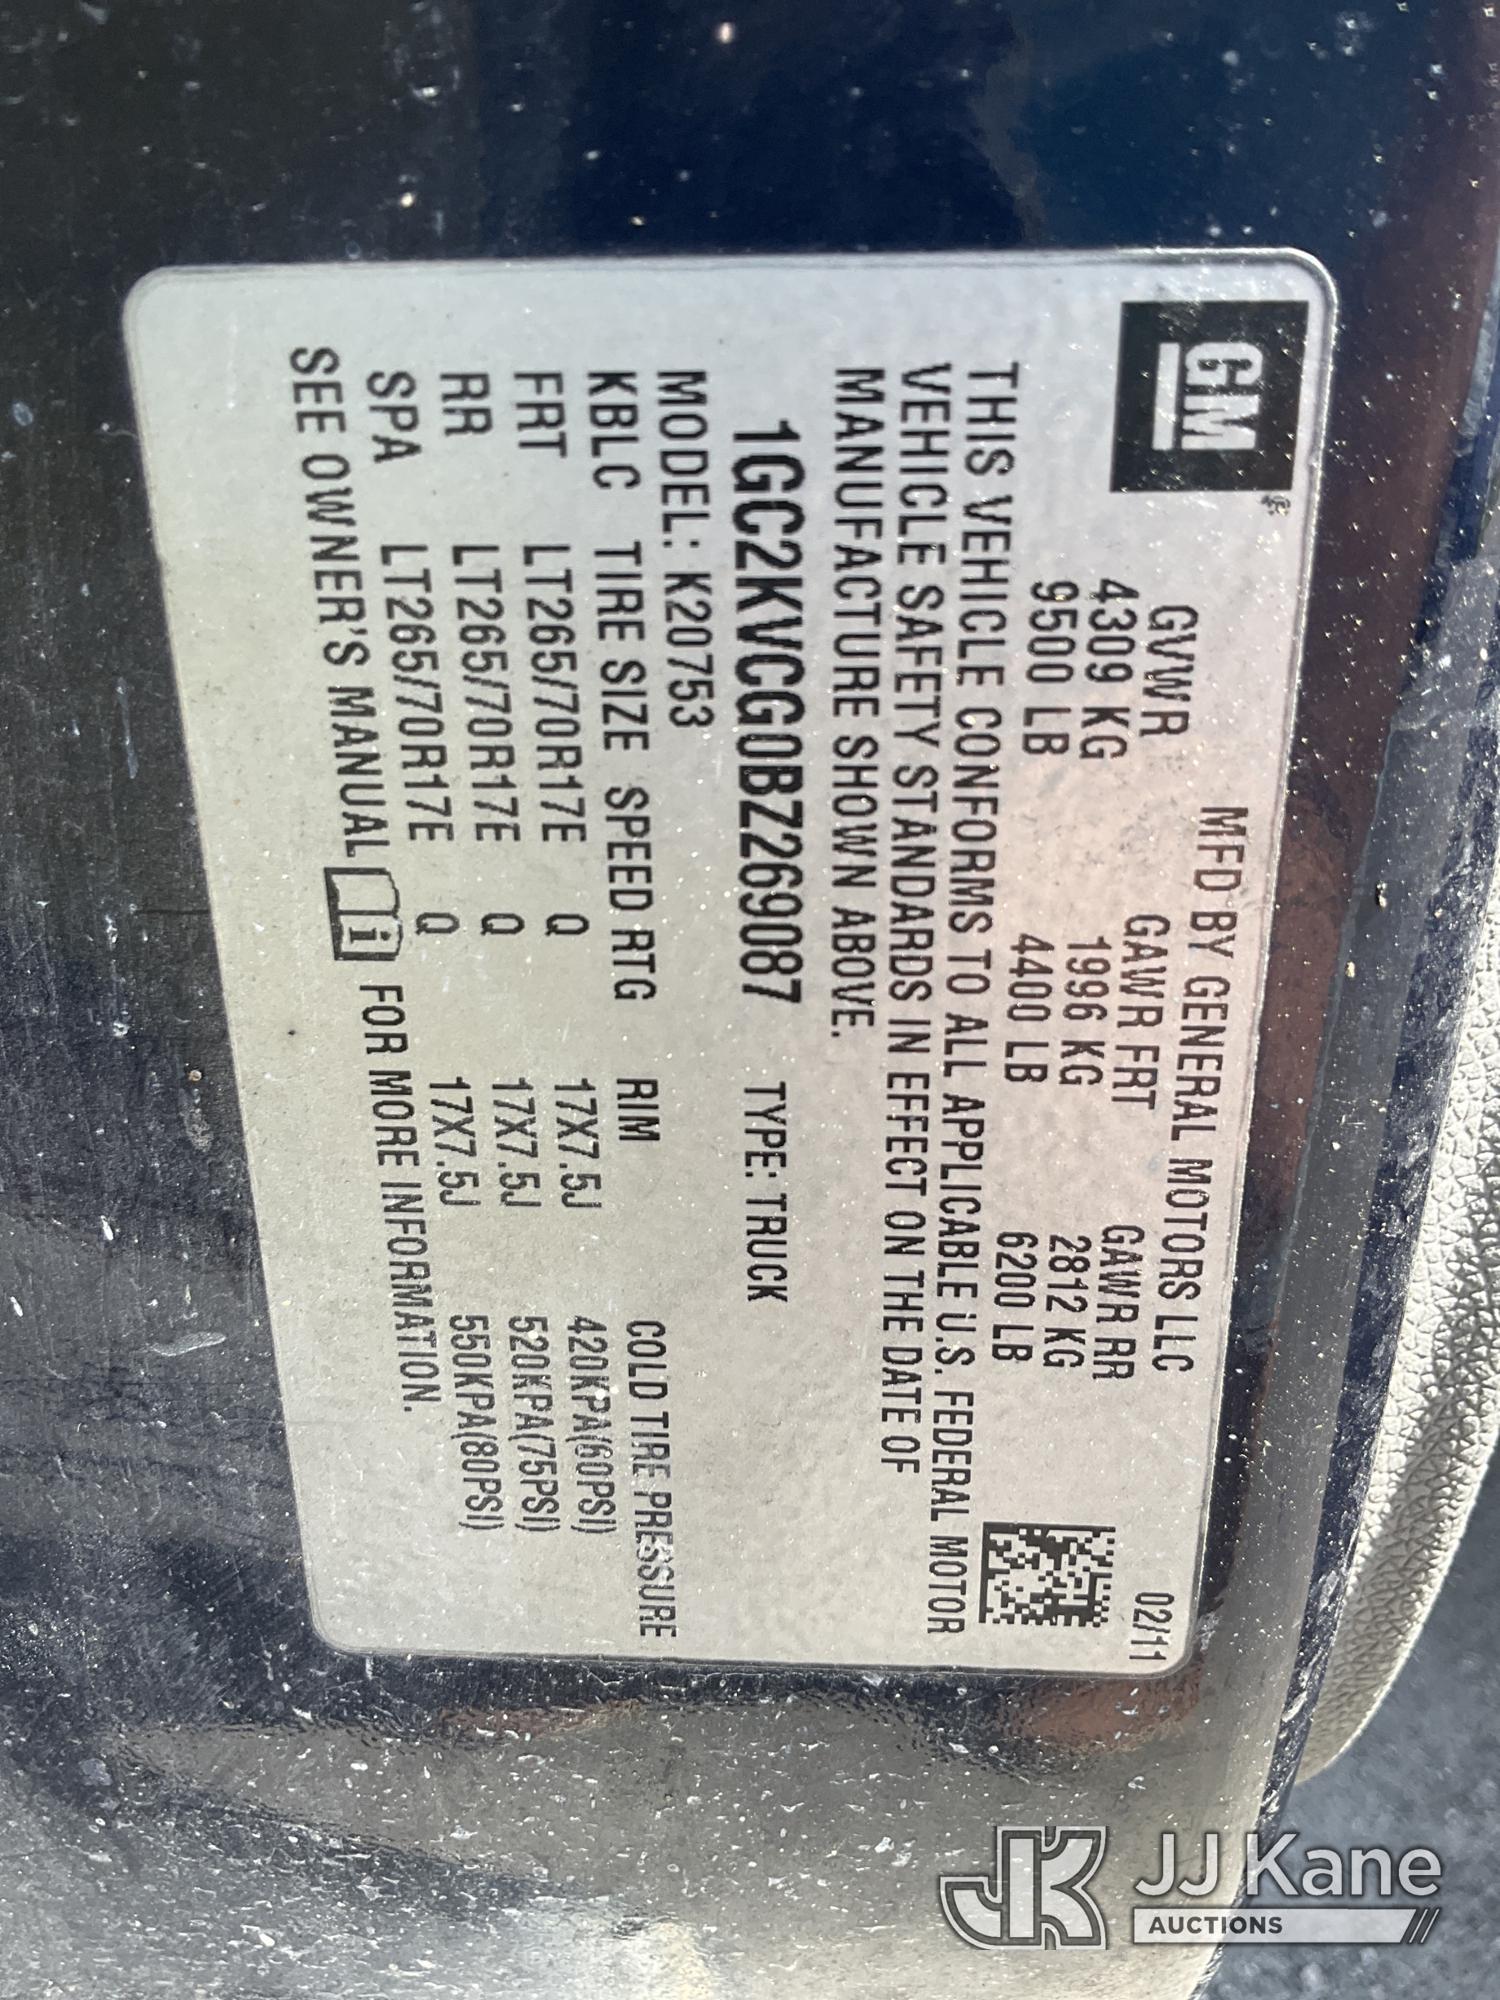 GM
MFD BY GENERAL MOTORS LLC 02/11
GVWR GAWR FRT GAWR RR
4309 KG 1996 KG 2812 KG
9500 LB 4400 LB 6200 LB
THIS VEHICLE CONFORMS TO ALL APPLICABLE U.S. FEDERAL MOTOR
VEHICLE SAFETY STANDARDS IN EFFECT ON THE DATE OF
MANUFACTURE SHOWN ABOVE.
1GC2KVCG0BZ269087 TYPE: TRUCK
MODEL: K20753
KBLC TIRE SIZE SPEED RTG RIM COLD TIRE PRESSURE
FRT LT265/70R17E Q 17X7.5J 420KPA(60PSI)
RR LT265/70R17E Q 17X7.5J 520KPA(75PSI)
SPA LT265/70R17E Q 17X7.5J 550KPA(80PSI)
SEE OWNER'S MANUAL i FOR MORE INFORMATION.
JK JJ Kane
AUCTIONS